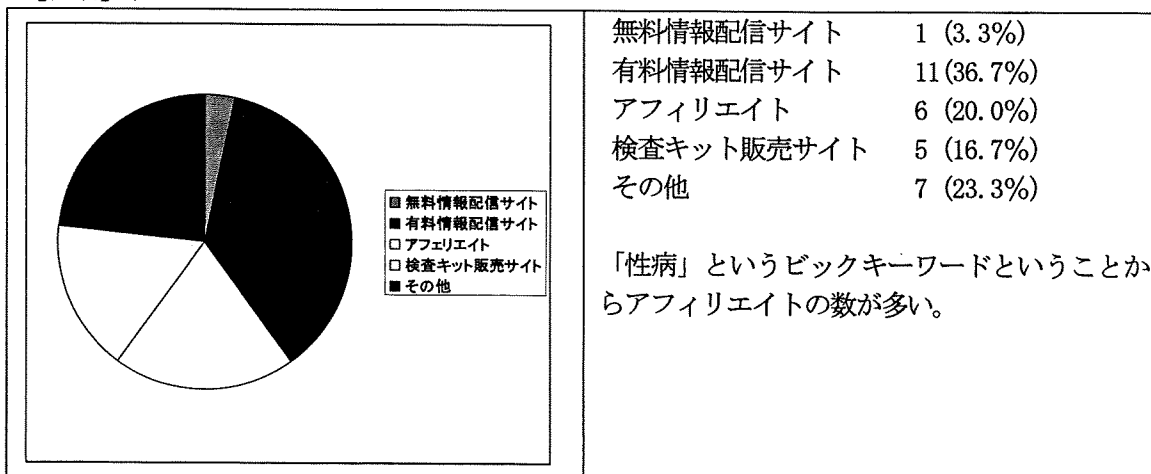 無料情報配信サイト
有料情報配信サイト
アフェリエイト
検査キット販売サイト
その他
無料情報配信サイト 1 (3.3%)
有料情報配信サイト 11(36.7%)
アフィリエイト 6 (20.0%)
検査キット販売サイト 5 (16.7%)
その他 7 (23.3%)
「性病」というビックキーワードということか
らアフィリエイトの数が多い。